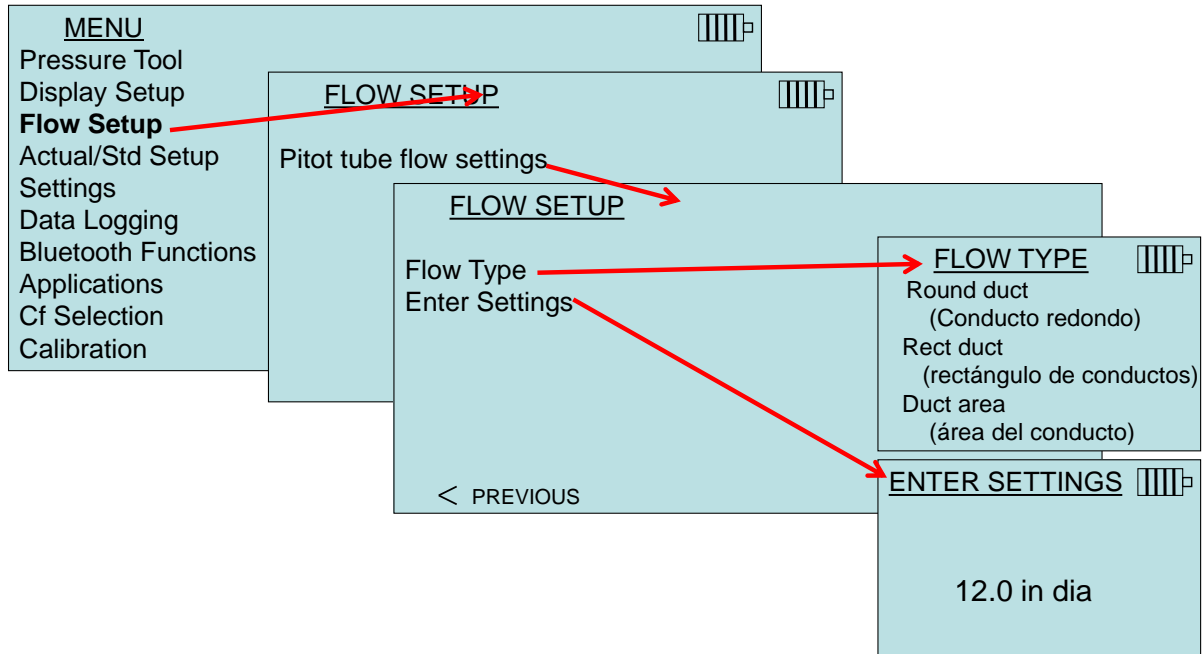 MENU
Pressure Tool
Display Setup
Flow Setup
Actual/Std Setup
Settings
Data Logging
Bluetooth Functions
Applications
Cf Selection
Calibration
FLOW SETUP
Pitot tube flow settings
FLOW SETUP
Flow Type
Enter Settings
< PREVIOUS
FLOW TYPE
Round duct
(Conducto redondo)
Rect duct
(rectángulo de conductos)
Duct area
(área del conducto)
ENTER SETTINGS
12.0 in dia